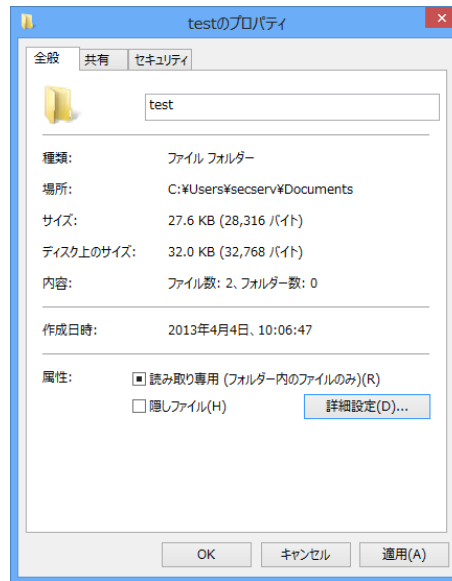 testのプロパティ
全般 共有 セキュリティ
test
種類: ファイル フォルダー
場所: C:¥Users¥secserv¥Documents
サイズ: 27.6 KB (28,316 バイト)
ディスク上のサイズ: 32.0 KB (32,768 バイト)
内容: ファイル数: 2、フォルダー数: 0
作成日時: 2013年4月4日、10:06:47
属性: 読み取り専用 (フォルダー内のファイルのみ)(R)
隠しファイル(H) 詳細設定(D)...
OK キャンセル 適用(A)